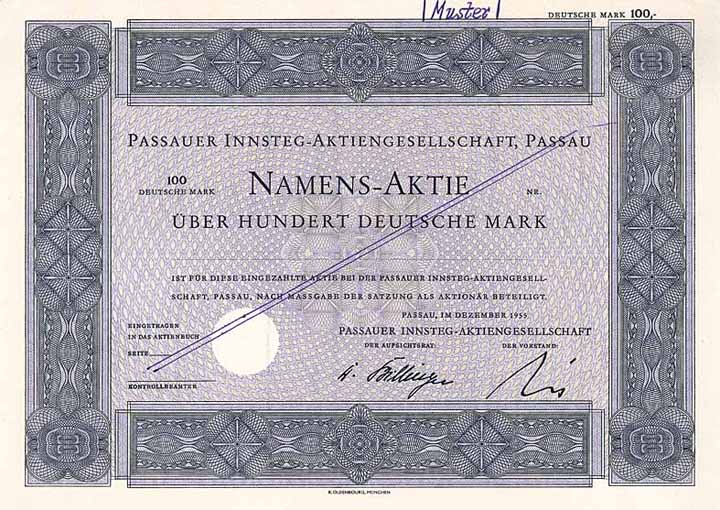 Muster
DEUTSCHE MARK 100,-
PASSAUER INNSTEG-AKTIENGESELLSCHAFT, PASSAU
100
DEUTSCHE MARK
NAMENS-AKTIE
NR.
ÜBER HUNDERT DEUTSCHE MARK
IST FÜR DIESE EINGEZAHLTE AKTIE BEI DER PASSAUER INNSTEG-AKTIENGESELL-
SCHAFT, PASSAU, NACH MASSGABE DER SATZUNG ALS AKTIONÄR BETEILIGT.
PASSAU, IM DEZEMBER 1955
PASSAUER INNSTEG-AKTIENGESELLSCHAFT
DER AUFSICHTSRAT:
DER VORSTAND:
EINGETRAGEN
IN DAS AKTIENBUCH
SEITE
KONTROLLBEAMTER
R. OLDENBOURG, MÜNCHEN